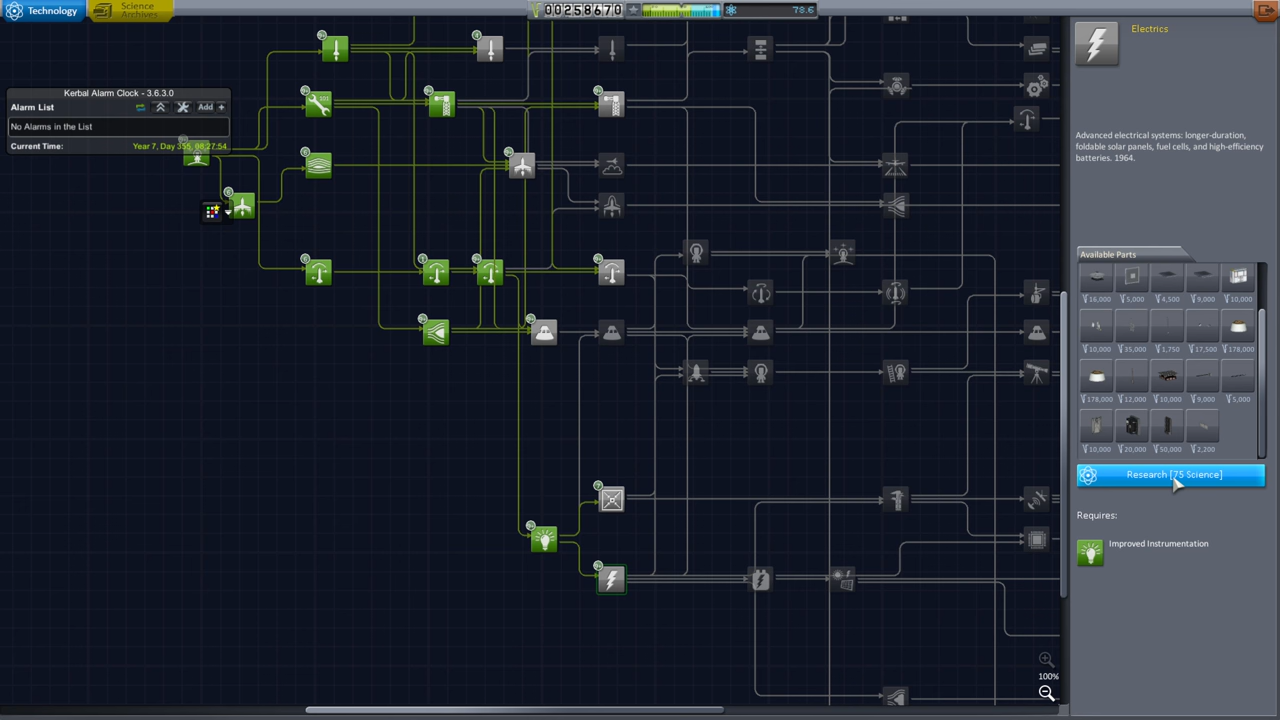 Technology
Science
Archives
00258670
78.6
Kerbal Alarm Clock - 3.6.3.0
Alarm List
Add +
No Alarms in the List
Current Time:
Year 7, Day 355, 08:27:54
Electrics
Advanced electrical systems: longer-duration,
foldable solar panels, fuel cells, and high-efficiency
batteries. 1964.
Available Parts
16,000 5,000 4,500 9,000 10,000
10,000 35,000 1,750 17,500 178,000
178,000 12,000 10,000 9,000 5,000
10,000 20,000 50,000 2,200
Research [75 Science]
Requires:
Improved Instrumentation
100%